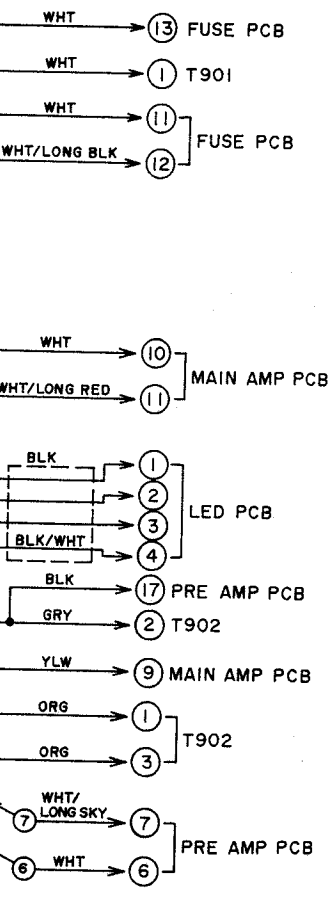 WHT 13 FUSE PCB
WHT 1 T901
WHT 11
FUSE PCB
WHT/LONG BLK 12
WHT 10
MAIN AMP PCB
WHT/LONG RED 11
BLK 1
2
LED PCB
3
BLK/WHT 4
BLK 17 PRE AMP PCB
GRY 2 T902
YLW 9 MAIN AMP PCB
ORG 1
T902
ORG 3
WHT/
LONG SKY
7 7
PRE AMP PCB
6 WHT 6